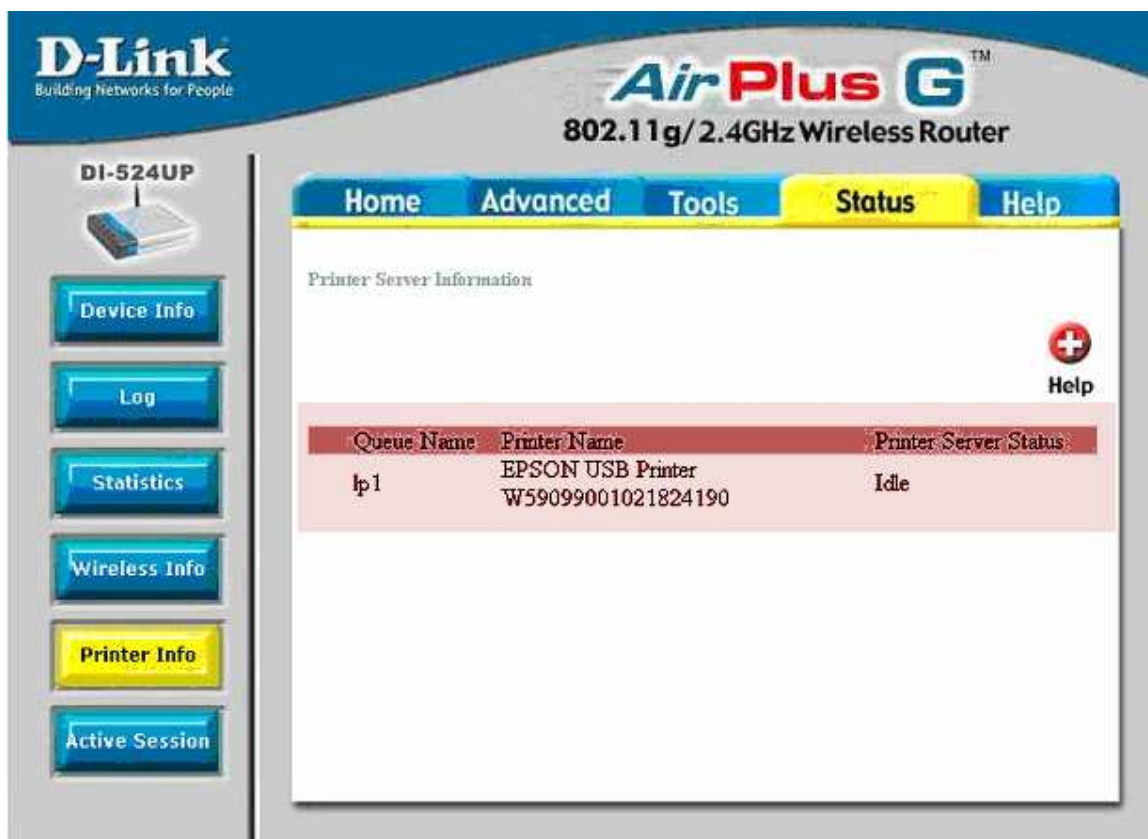 D-Link
Building Networks for People
Air Plus G™
802.11g/2.4GHz Wireless Router
DI-524UP
Home Advanced Tools Status Help
Device Info
Log
Statistics
Wireless Info
Printer Info
Active Session
Printer Server Information
Help
Queue Name Printer Name Printer Server Status
lp1 EPSON USB Printer Idle
W59099001021824190